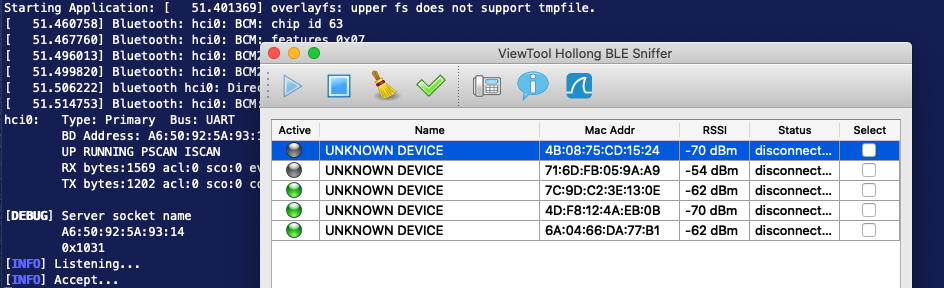 Starting Application: [   51.401369] overlayfs: upper fs does not support tmpfile.
[   51.460758] Bluetooth: hci0: BCM: chip id 63
[   51.467760] Bluetooth: hci0: BCM: features 0x07
[   51.496013] Bluetooth: hci0: BCM2
[   51.499820] Bluetooth: hci0: BCM2
[   51.506222] bluetooth hci0: Direc
[   51.514753] Bluetooth: hci0: BCM:
hci0:   Type: Primary  Bus: UART
BD Address: A6:50:92:5A:93:1
UP RUNNING PSCAN ISCAN
RX bytes:1569 acl:0 sco:0 ev
TX bytes:1202 acl:0 sco:0 co
[DEBUG] Server socket name
A6:50:92:5A:93:14
0x1031
[INFO] Listening...
[INFO] Accept...
ViewTool Hollong BLE Sniffer
Active Name Mac Addr RSSI Status Select
UNKNOWN DEVICE 4B:08:75:CD:15:24 -70 dBm disconnect...
UNKNOWN DEVICE 71:6D:FB:05:9A:A9 -54 dBm disconnect...
UNKNOWN DEVICE 7C:9D:C2:3E:13:0E -62 dBm disconnect...
UNKNOWN DEVICE 4D:F8:12:4A:EB:0B -70 dBm disconnect...
UNKNOWN DEVICE 6A:04:66:DA:77:B1 -62 dBm disconnect...